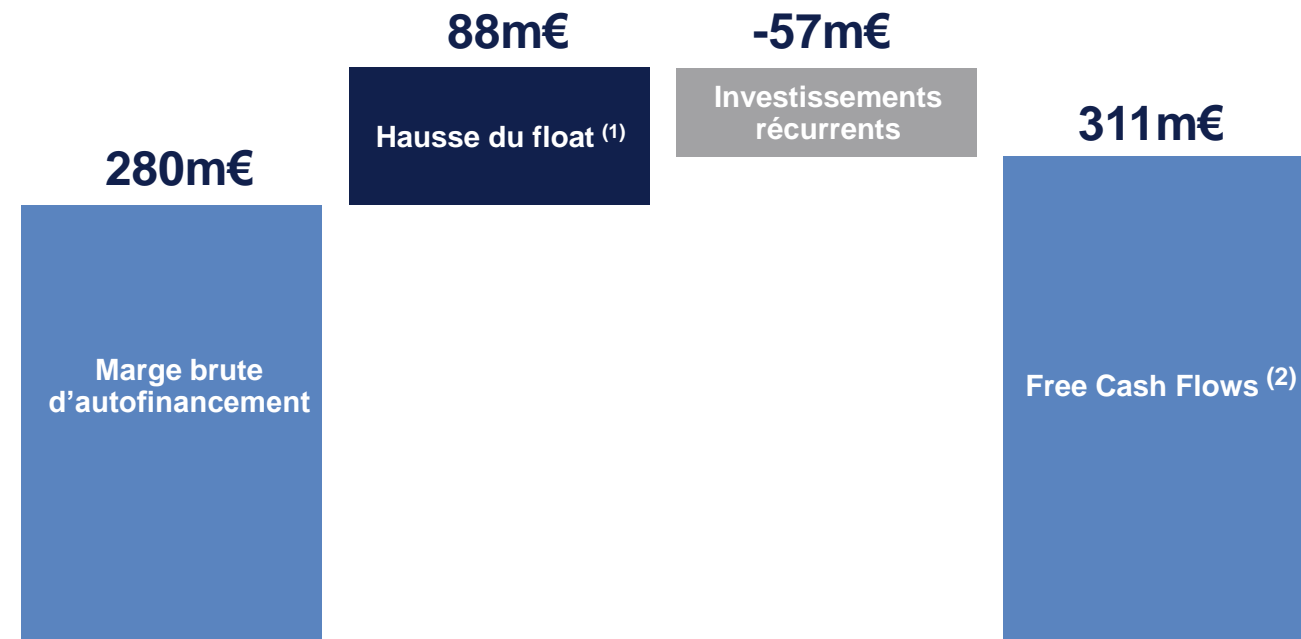 88m€
-57m€
Hausse du float (1)
Investissements
récurrents
311m€
280m€
Marge brute
d’autofinancement
Free Cash Flows (2)